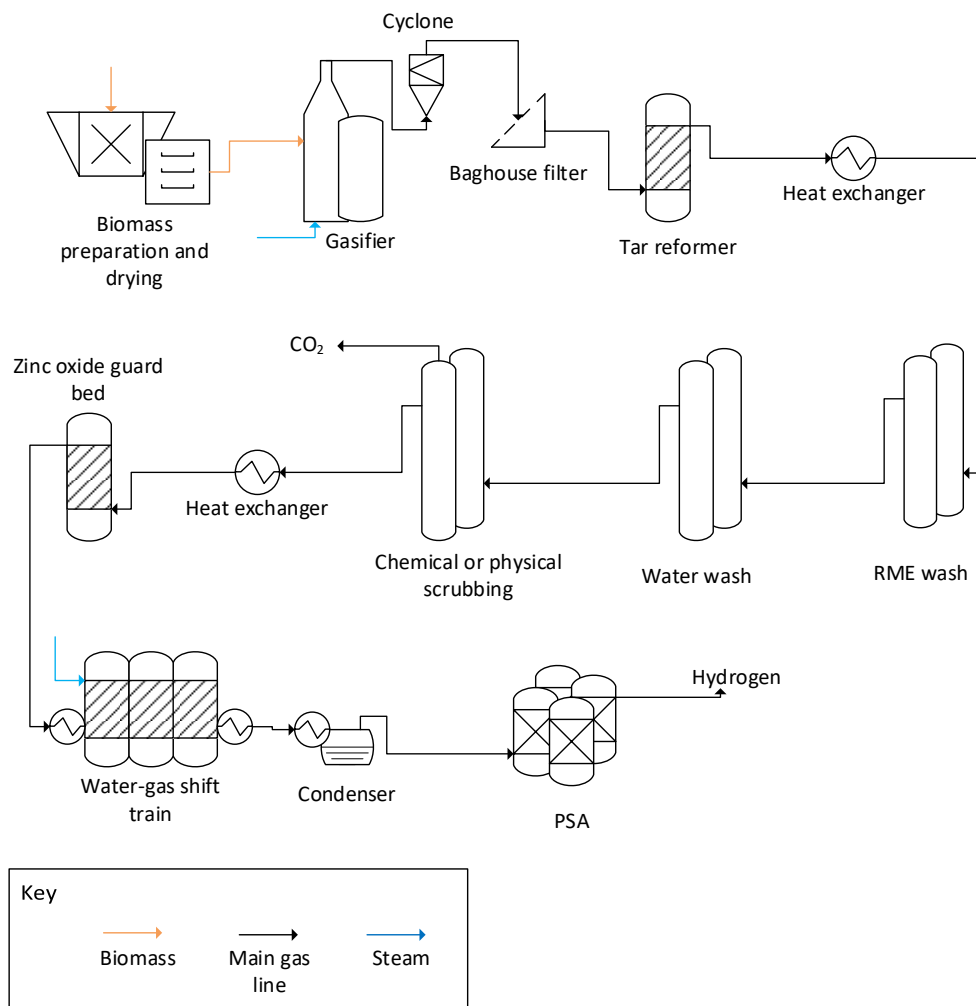 Cyclone
Baghouse filter
Heat exchanger
Biomass
preparation and
drying
Gasifier
Tar reformer
CO₂
Zinc oxide guard
bed
Heat exchanger
Chemical or physical
scrubbing
Water wash
RME wash
Hydrogen
Water-gas shift
train
Condenser
PSA
Key
Biomass
Main gas
line
Steam